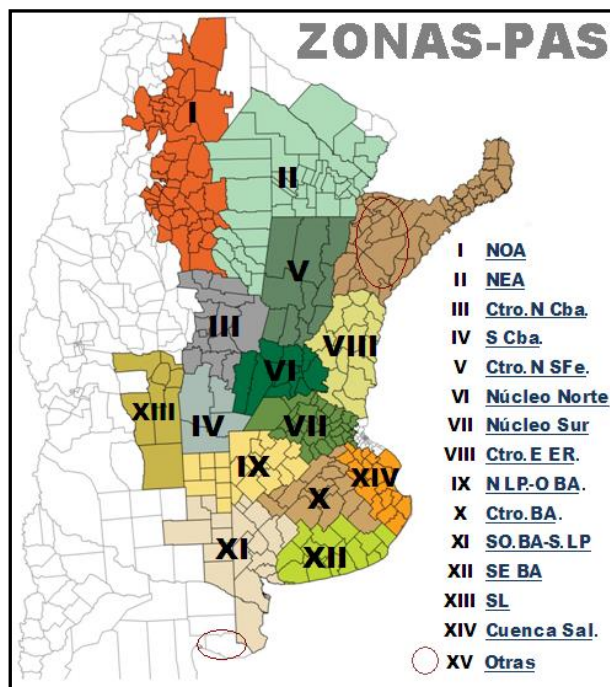 ZONAS-PAS
I
II
V
III
VIII
VI
XIII
IV
VII
IX
XIV
X
XI
XII
I NOA
II NEA
III Ctro.N Cba.
IV S Cba.
V Ctro.N SFe.
VI Núcleo Norte
VII Núcleo Sur
VIII Ctro.E ER.
IX N LP.-O BA.
X Ctro.BA.
XI SO.BA-S.LP
XII SE BA
XIII SL
XIV Cuenca Sal.
XV Otras